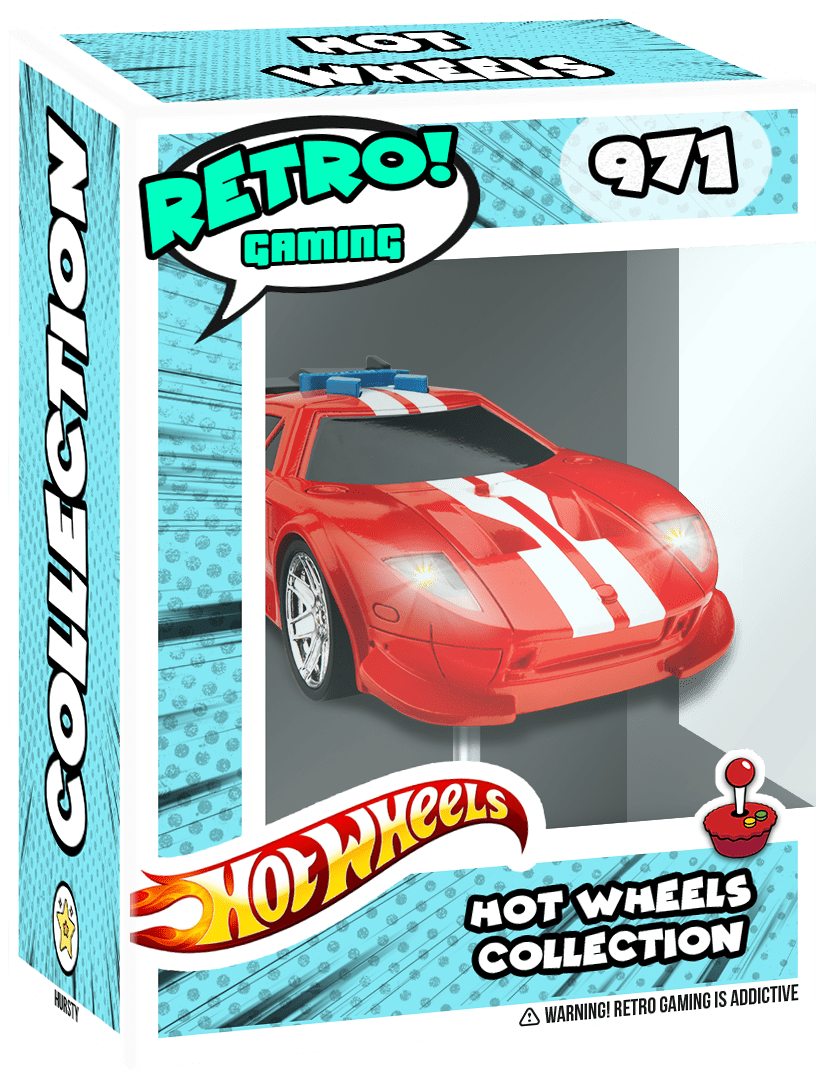 HOT
WHEELS
RETRO!
GAMING
971
COLLECTION
HOT WHEELS
HOT WHEELS
COLLECTION
HURSTY
WARNING! RETRO GAMING IS ADDICTIVE